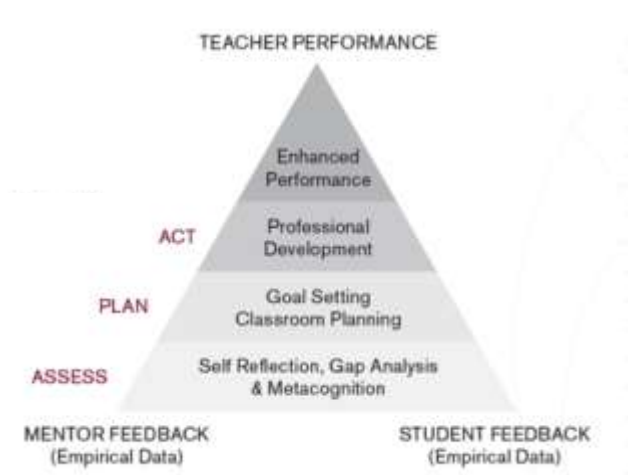 TEACHER PERFORMANCE
Enhanced
Performance
ACT
Professional
Development
PLAN
Goal Setting
Classroom Planning
ASSESS
Self Reflection, Gap Analysis
& Metacognition
MENTOR FEEDBACK
(Empirical Data)
STUDENT FEEDBACK
(Empirical Data)